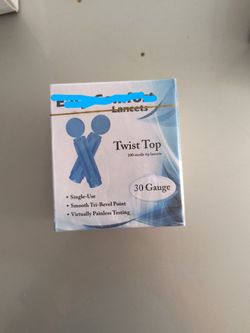 Lancets
Twist Top
100 sterile tip lancets
30 Gauge
• Single-Use
• Smooth Tri-Bevel Point
• Virtually Painless Testing